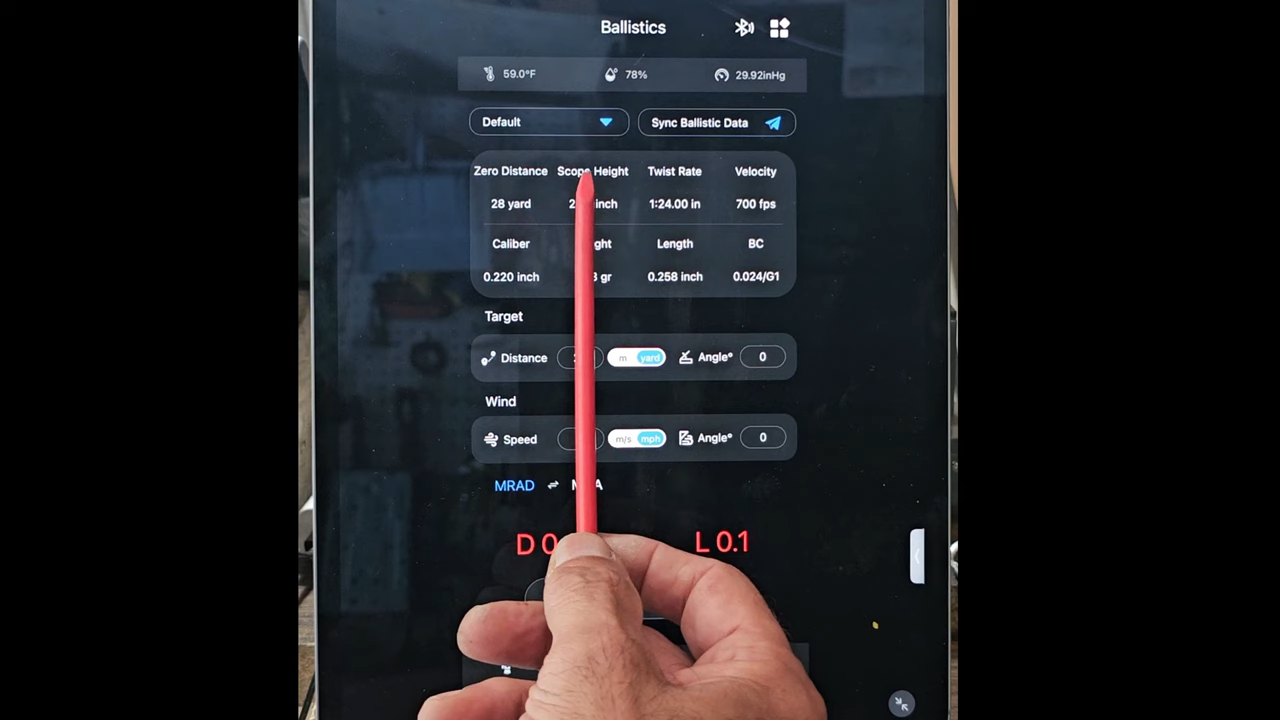 Ballistics
59.0°F 78% 29.92inHg
Default Sync Ballistic Data
Zero Distance Scope Height Twist Rate Velocity
28 yard inch 1:24.00 in 700 fps
Caliber Length BC
0.220 inch gr 0.258 inch 0.024/G1
Target
Distance m yard Angle° 0
Wind
Speed m/s mph Angle° 0
MRAD
D 0 L 0.1